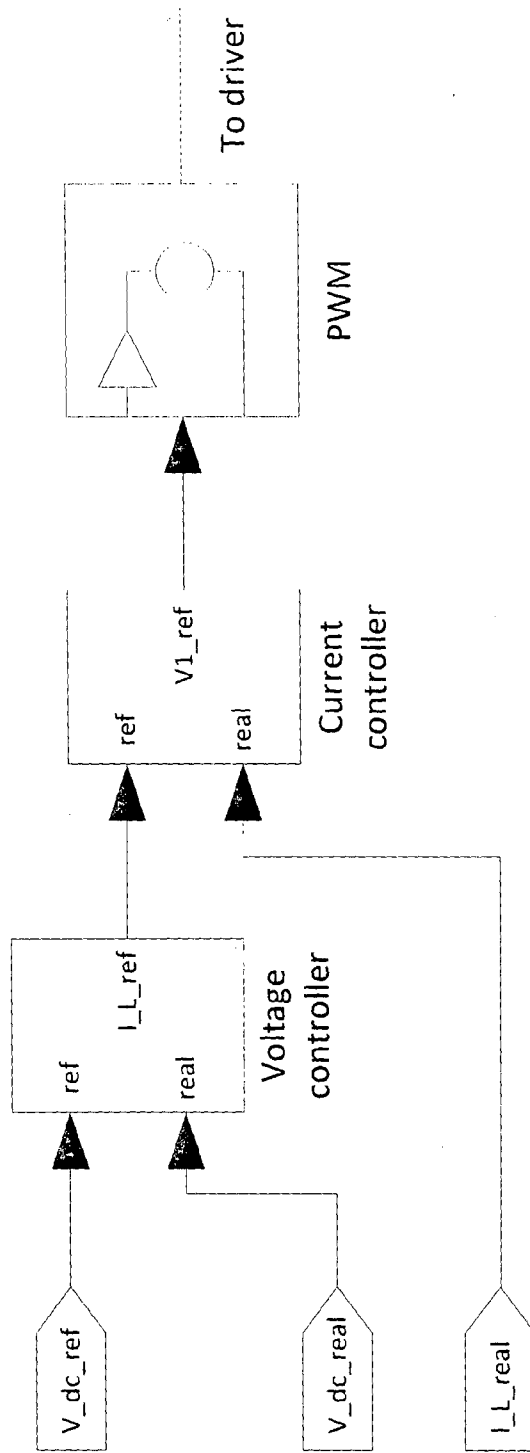 V_dc_ref
V_dc_real
I_L_real
ref
I_L_ref
real
Voltage
controller
ref
V1_ref
real
Current
controller
PWM
To driver